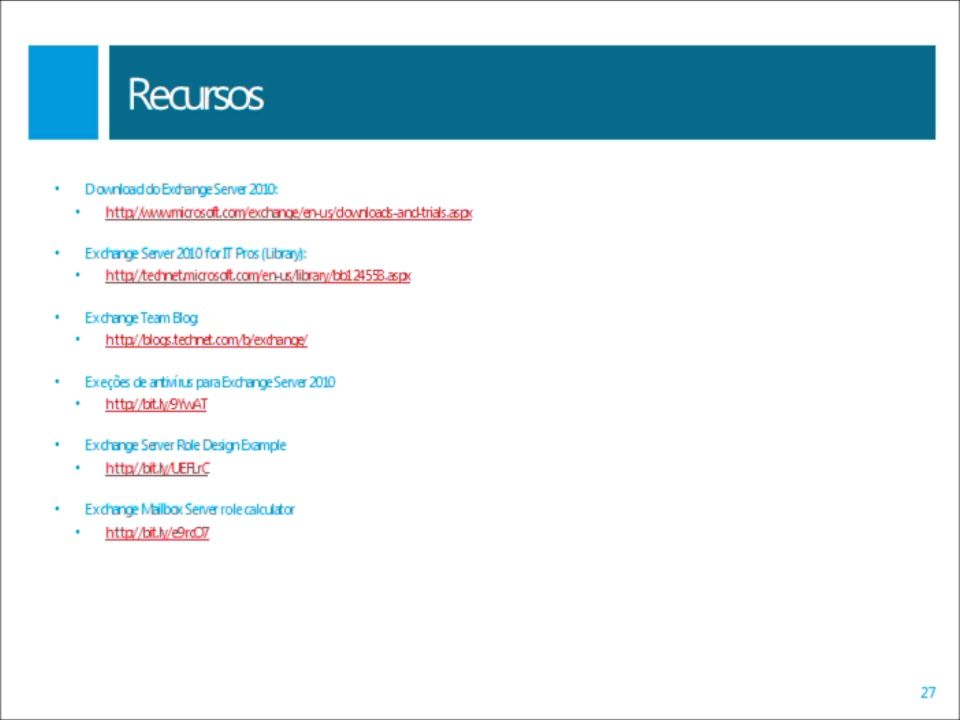 Recursos
• Download do Exchange Server 2010:
• http://www.microsoft.com/exchange/en-us/downloads-and-trials.aspx
• Exchange Server 2010 for IT Pros (Library):
• http://technet.microsoft.com/en-us/library/bb124558.aspx
• Exchange Team Blog:
• http://blogs.technet.com/b/exchange/
• Exeções de antivírus para Exchange Server 2010
• http://bit.ly/9YvvAT
• Exchange Server Role Design Example
• http://bit.ly/UEFLrC
• Exchange Mailbox Server role calculator
• http://bit.ly/e9rcO7
27